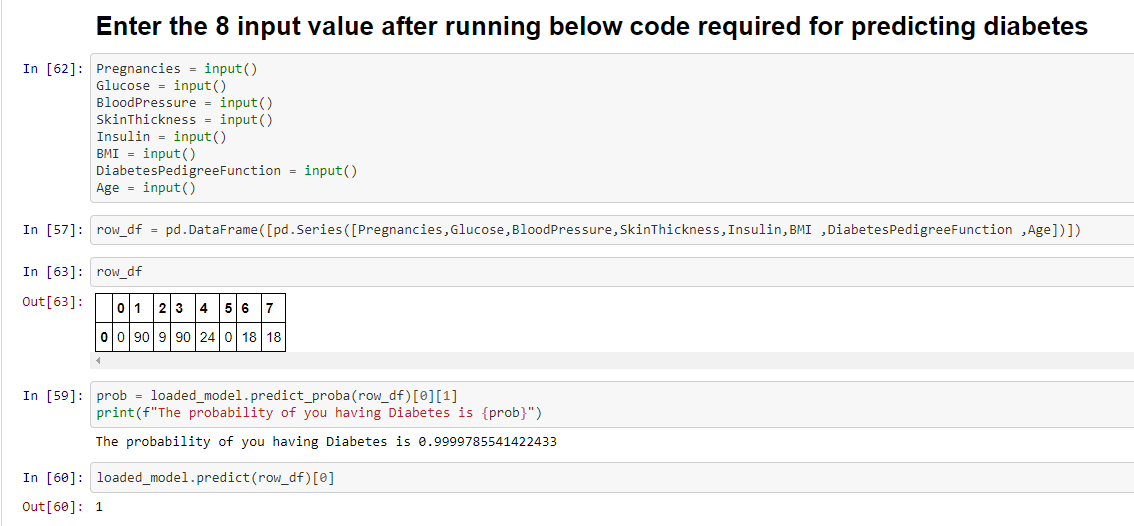 Enter the 8 input value after running below code required for predicting diabetes
In [62]: Pregnancies = input()
Glucose = input()
BloodPressure = input()
SkinThickness = input()
Insulin = input()
BMI = input()
DiabetesPedigreeFunction = input()
Age = input()
In [57]: row_df = pd.DataFrame([pd.Series([Pregnancies,Glucose,BloodPressure,SkinThickness,Insulin,BMI ,DiabetesPedigreeFunction ,Age])])
In [63]: row_df
Out[63]:
0 1 2 3 4 5 6 7
0 0 90 9 90 24 0 18 18
In [59]: prob = loaded_model.predict_proba(row_df)[0][1]
print(f"The probability of you having Diabetes is {prob}")
The probability of you having Diabetes is 0.9999785541422433
In [60]: loaded_model.predict(row_df)[0]
Out[60]: 1